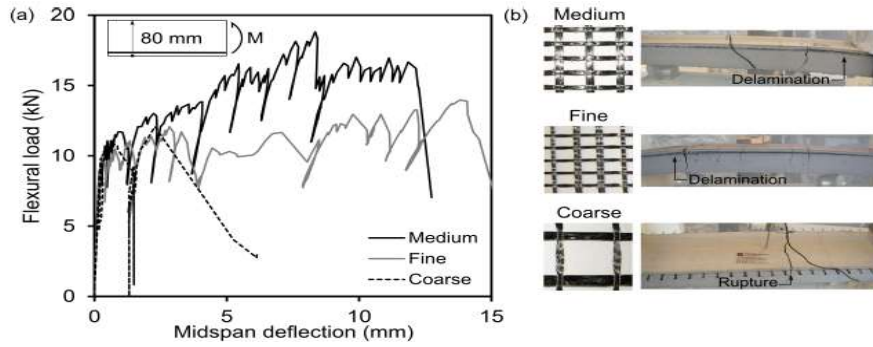 (a)
80 mm
M
20
15
10
5
0
Flexural load (kN)
Medium
Fine
Coarse
0
5
10
15
Midspan deflection (mm)
(b)
Medium
Delamination
Fine
Delamination
Coarse
Rupture